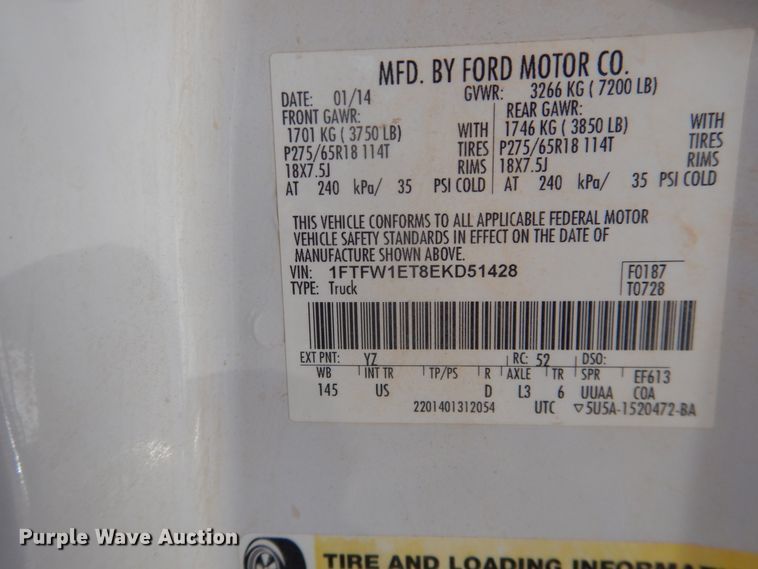 MFD. BY FORD MOTOR CO.
DATE: 01/14 GVWR: 3266 KG ( 7200 LB)
FRONT GAWR: REAR GAWR:
1701 KG ( 3750 LB) WITH 1746 KG ( 3850 LB) WITH
P275/65R18 114T TIRES P275/65R18 114T TIRES
18X7.5J RIMS 18X7.5J RIMS
AT 240 kPa/ 35 PSI COLD AT 240 kPa/ 35 PSI COLD
THIS VEHICLE CONFORMS TO ALL APPLICABLE FEDERAL MOTOR
VEHICLE SAFETY STANDARDS IN EFFECT ON THE DATE OF
MANUFACTURE SHOWN ABOVE.
VIN: 1FTFW1ET8EKD51428 F0187
TYPE: Truck T0728
EXT PNT: YZ RC: 52 DSO:
WB INT TR TP/PS R AXLE TR SPR EF613
145 US D L3 6 UUAA COA
2201401312054 UTC ▽5U5A-1520472-BA
TIRE AND LOADING INFORMATI
Purple Wave Auction